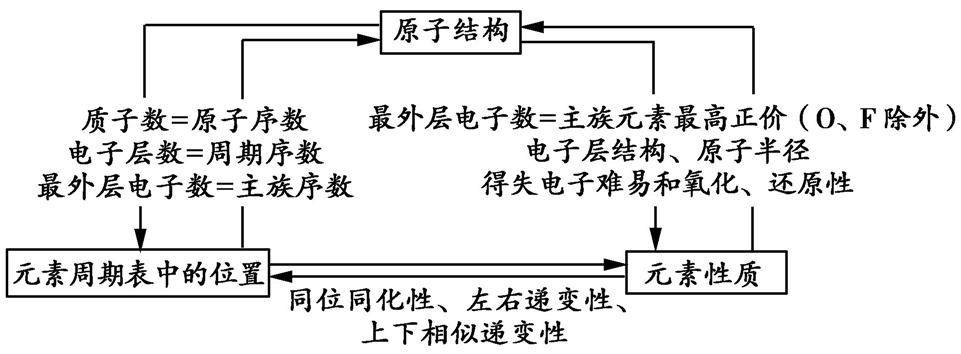 原子结构
质子数=原子序数
电子层数=周期序数
最外层电子数=主族序数
最外层电子数=主族元素最高正价（O、F除外）
电子层结构、原子半径
得失电子难易和氧化、还原性
元素周期表中的位置
元素性质
同位同化性、左右递变性、
上下相似递变性